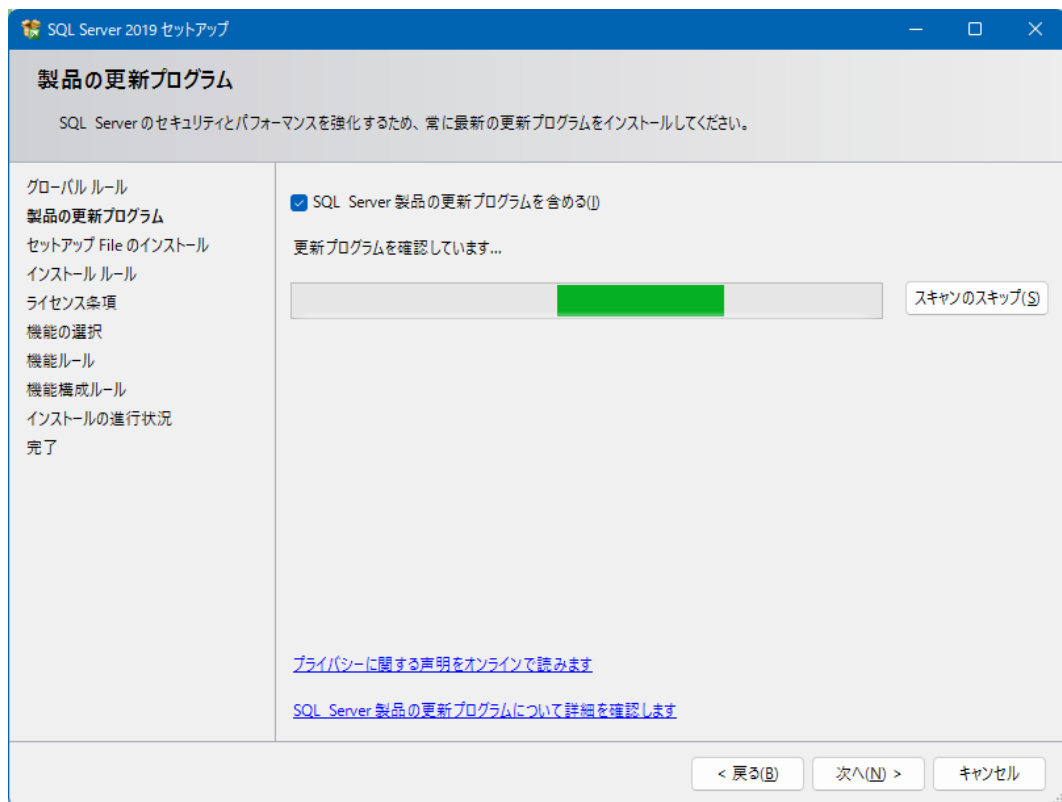 SQL Server 2019 セットアップ
製品の更新プログラム
SQL Server のセキュリティとパフォーマンスを強化するため、常に最新の更新プログラムをインストールしてください。
グローバル ルール
製品の更新プログラム
セットアップ File のインストール
インストール ルール
ライセンス条項
機能の選択
機能ルール
機能構成ルール
インストールの進行状況
完了
SQL Server 製品の更新プログラムを含める(I)
更新プログラムを確認しています...
スキャンのスキップ(S)
プライバシーに関する声明をオンラインで読みます
SQL Server 製品の更新プログラムについて詳細を確認します
< 戻る(B)
次へ(N) >
キャンセル